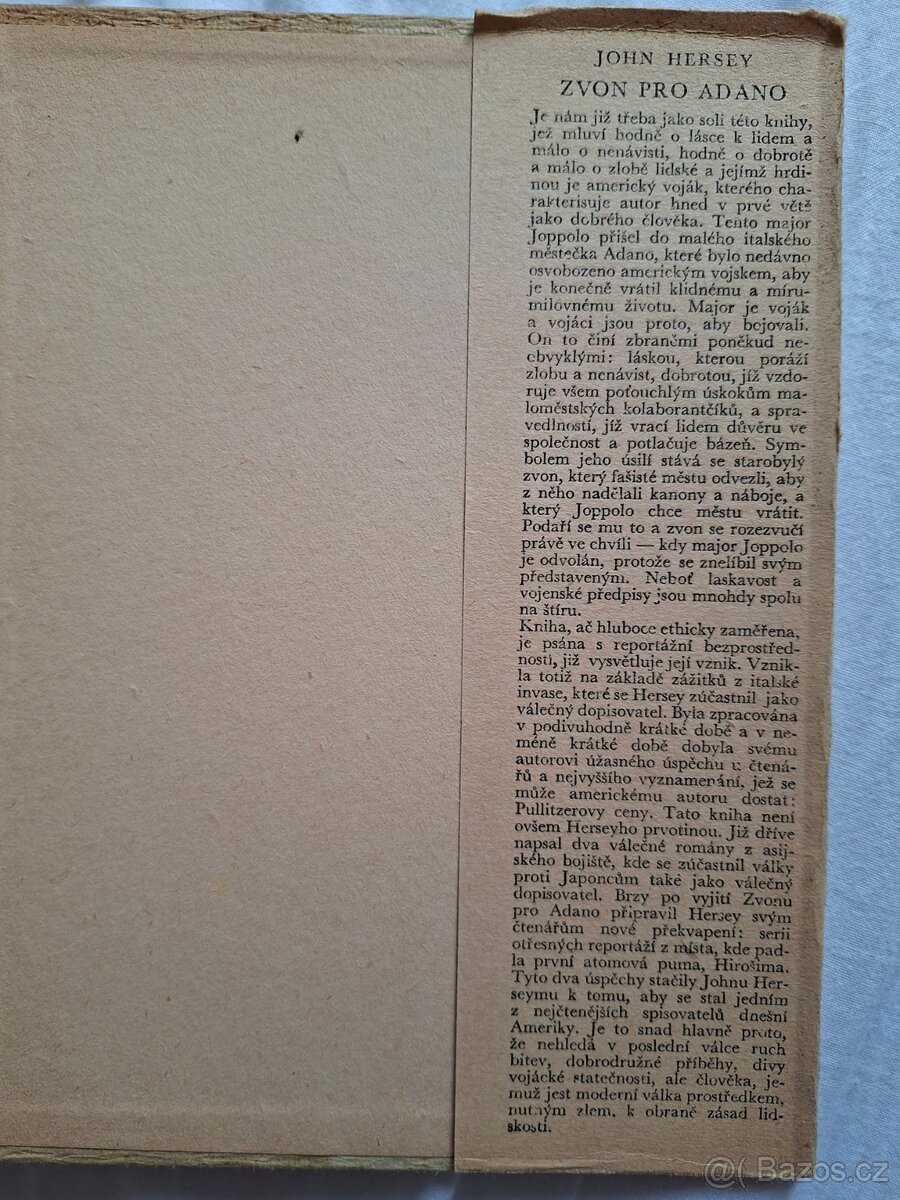 JOHN HERSEY
ZVON PRO ADANO
Je nám již třeba jako soli této knihy,
jež mluví hodně o lásce k lidem a
málo o nenávisti, hodně o dobrotě
a málo o zlobě lidské a jejímž hrdi-
nou je americký voják, kterého cha-
rakterisuje autor hned v prvé větě
jako dobrého člověka. Tento major
Joppolo přišel do malého italského
městečka Adano, které bylo nedávno
osvobozeno americkým vojskem, aby
je konečně vrátil klidnému a míru-
milovnému životu. Major je voják
a vojáci jsou proto, aby bojovali.
On to činí zbraněmi poněkud ne-
obvyklými: láskou, kterou poráží
zlobu a nenávist, dobrotou, jíž vzdo-
ruje všem poťouchlým úskokům ma-
loměstských kolaborantčíků, a spra-
vedlností, jíž vrací lidem důvěru ve
společnost a potlačuje bázeň. Sym-
bolem jeho úsilí stává se starobylý
zvon, který fašisté městu odvezli, aby
z něho nadělali kanony a náboje, a
který Joppolo chce městu vrátit.
Podaří se mu to a zvon se rozezvučí
právě ve chvíli — kdy major Joppolo
je odvolán, protože se znelíbil svým
představeným. Neboť laskavost a
vojenské předpisy jsou mnohdy spolu
na štíru.
Kniha, ač hluboce ethicky zaměřena,
je psána s reportážní bezprostřed-
ností, již vysvětluje její vznik. Vznik-
la totiž na základě zážitků z italské
invase, které se Hersey zúčastnil jako
válečný dopisovatel. Byla zpracována
v podivuhodně krátké době a v ne-
méně krátké době dobyla svému
autorovi úžasného úspěchu u čtená-
řů a nejvyššího vyznamenání, jež se
může americkému autoru dostat:
Pullitzerovy ceny. Tato kniha není
ovšem Herseyho prvotinou. Již dříve
napsal dva válečné romány z asij-
ského bojiště, kde se zúčastnil války
proti Japoncům také jako válečný
dopisovatel. Brzy po vyjití Zvonu
pro Adano připravil Hersey svým
čtenářům nové překvapení: serii
otřesných reportáží z místa, kde pad-
la první atomová puma, Hirošima.
Tyto dva úspěchy stačily Johnu Her-
seymu k tomu, aby se stal jedním
z nejčtenějších spisovatelů dnešní
Ameriky. Je to snad hlavně proto,
že nehledá v poslední válce ruch
bitev, dobrodružné příběhy, divy
vojácké statečnosti, ale člověka, je-
muž jest moderní válka prostředkem,
nutným zlem, k obraně zásad lid-
skosti.
@( Bazos.cz